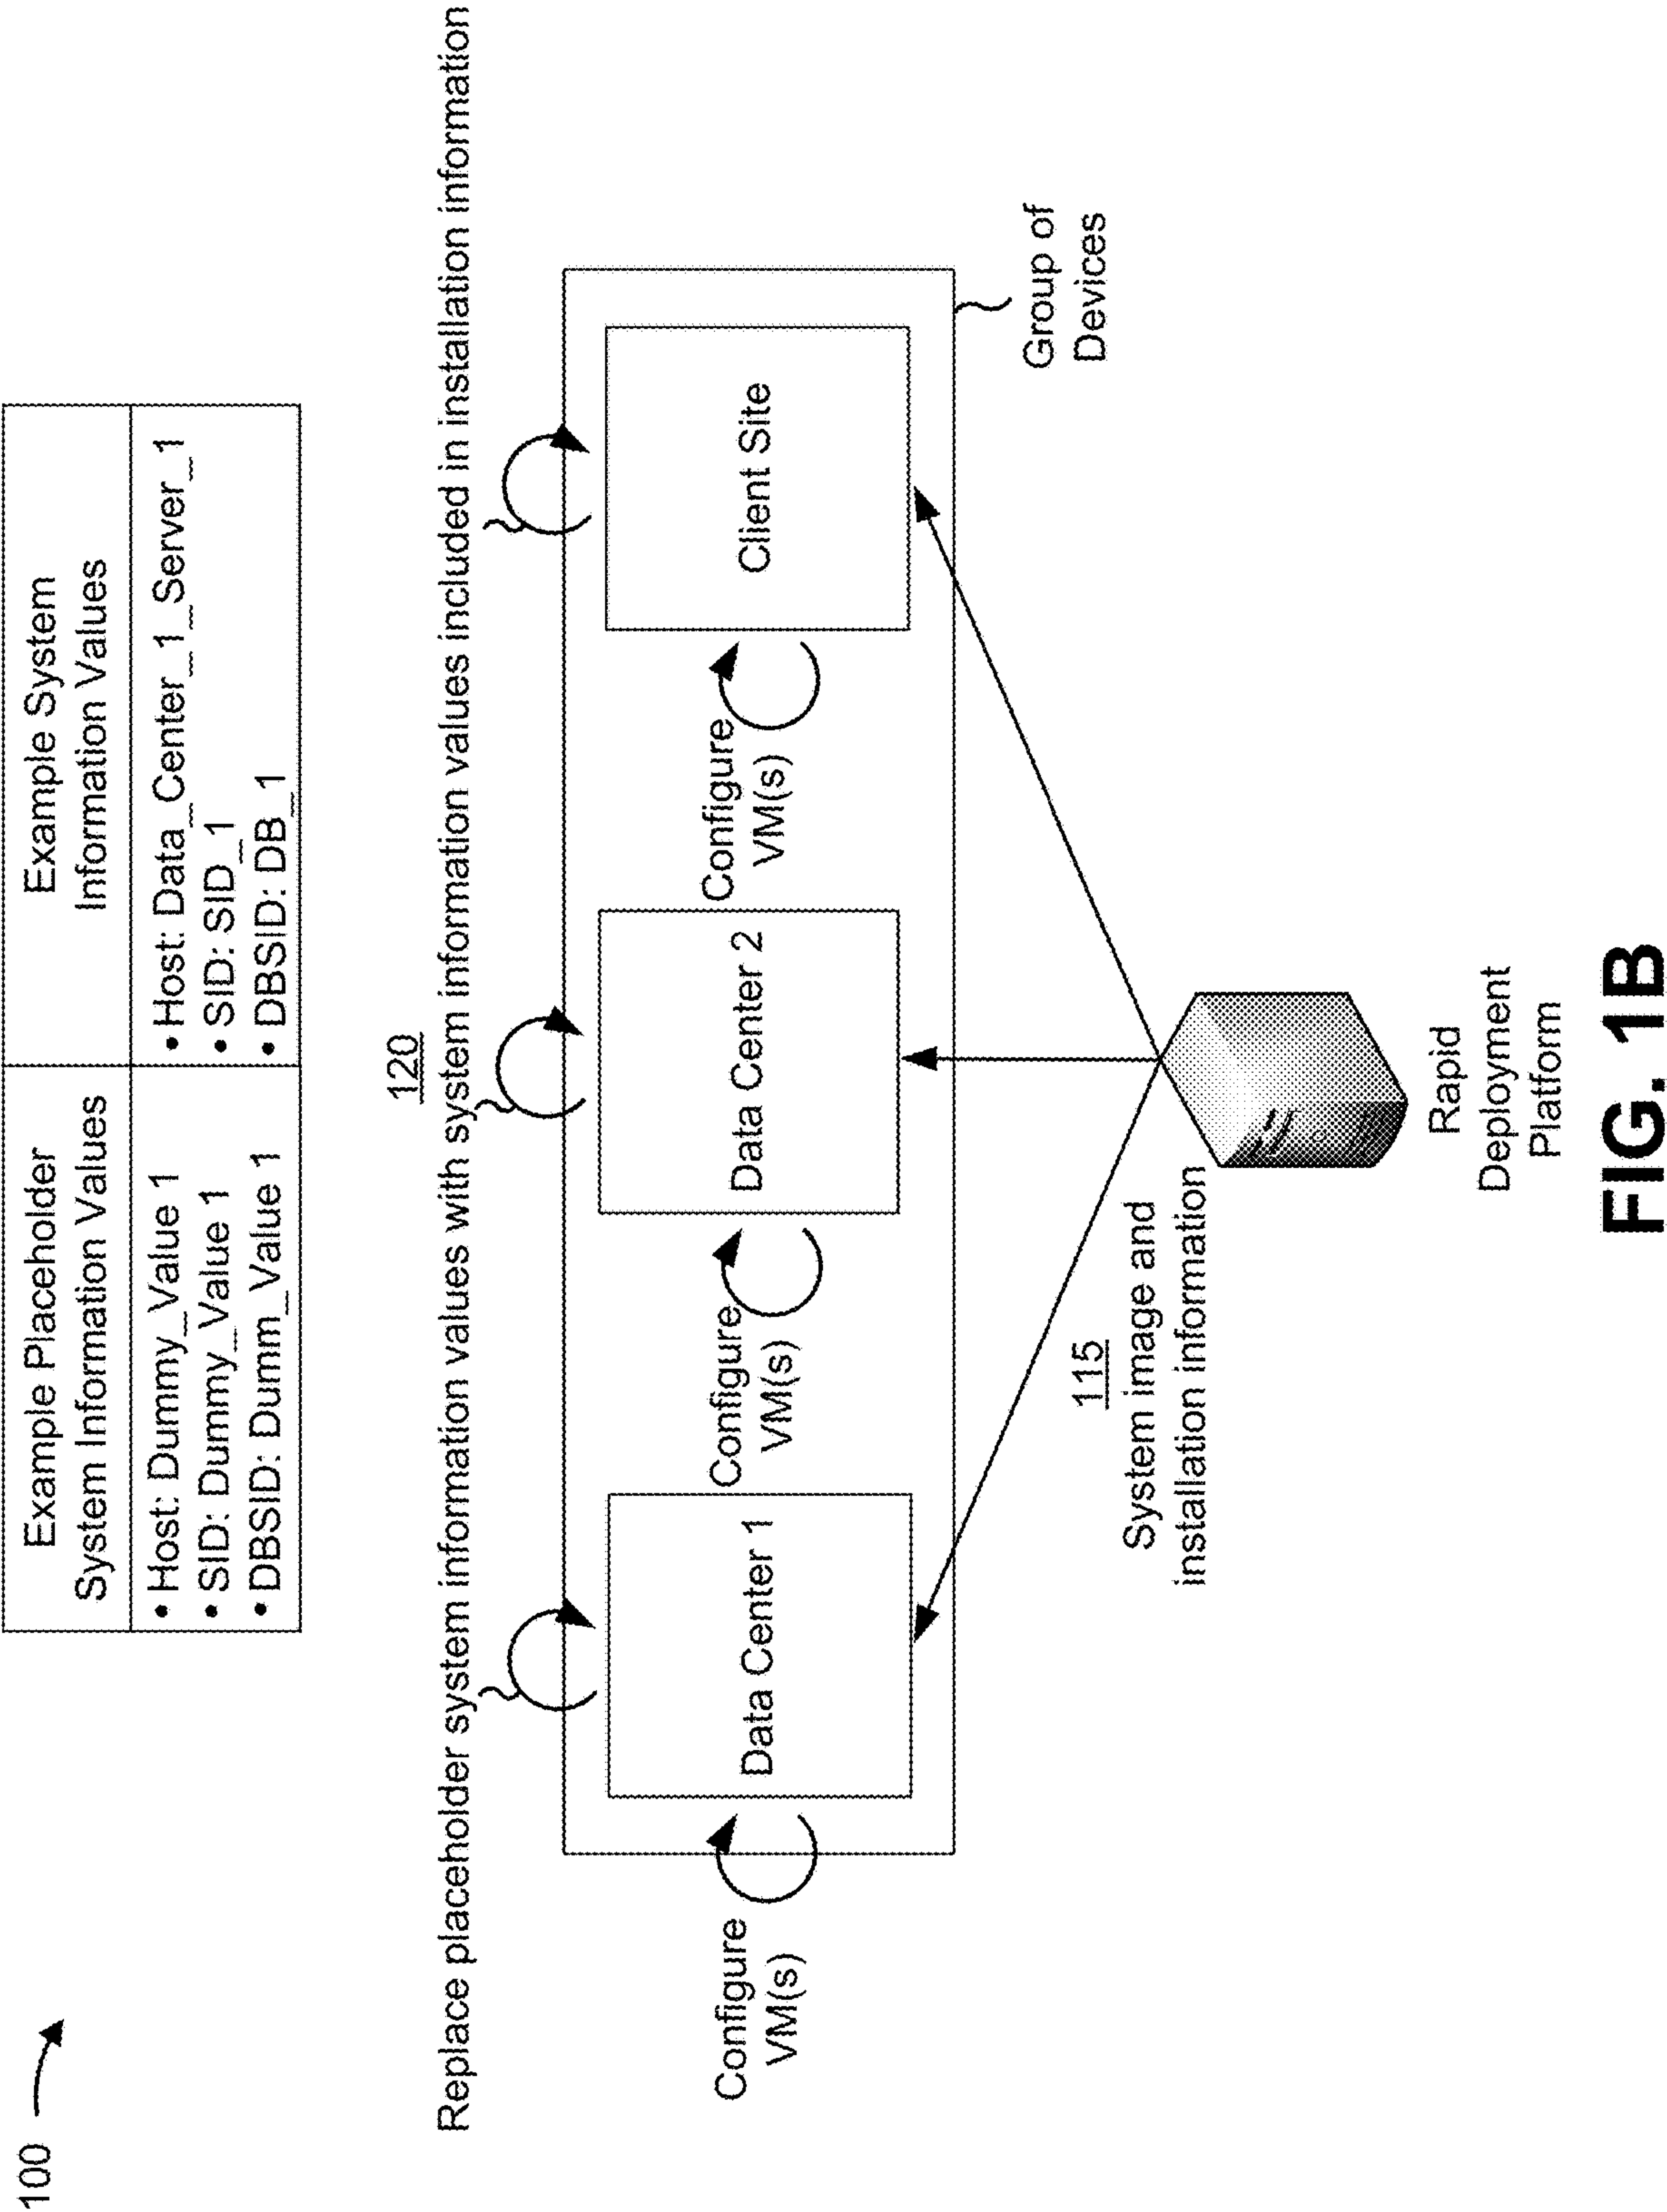 100
Example Placeholder
System Information Values
Example System
Information Values
• Host: Dummy_Value 1
• SID: Dummy_Value 1
• DBSID: Dumm_Value 1
• Host: Data_Center_1_Server_1
• SID: SID_1
• DBSID: DB_1
120
Replace placeholder system information values with system information values included in installation information
Configure
VM(s)
Data Center 1
Configure
VM(s)
Data Center 2
Configure
VM(s)
Client Site
Group of
Devices
115
System image and
installation information
Rapid
Deployment
Platform
FIG. 1B